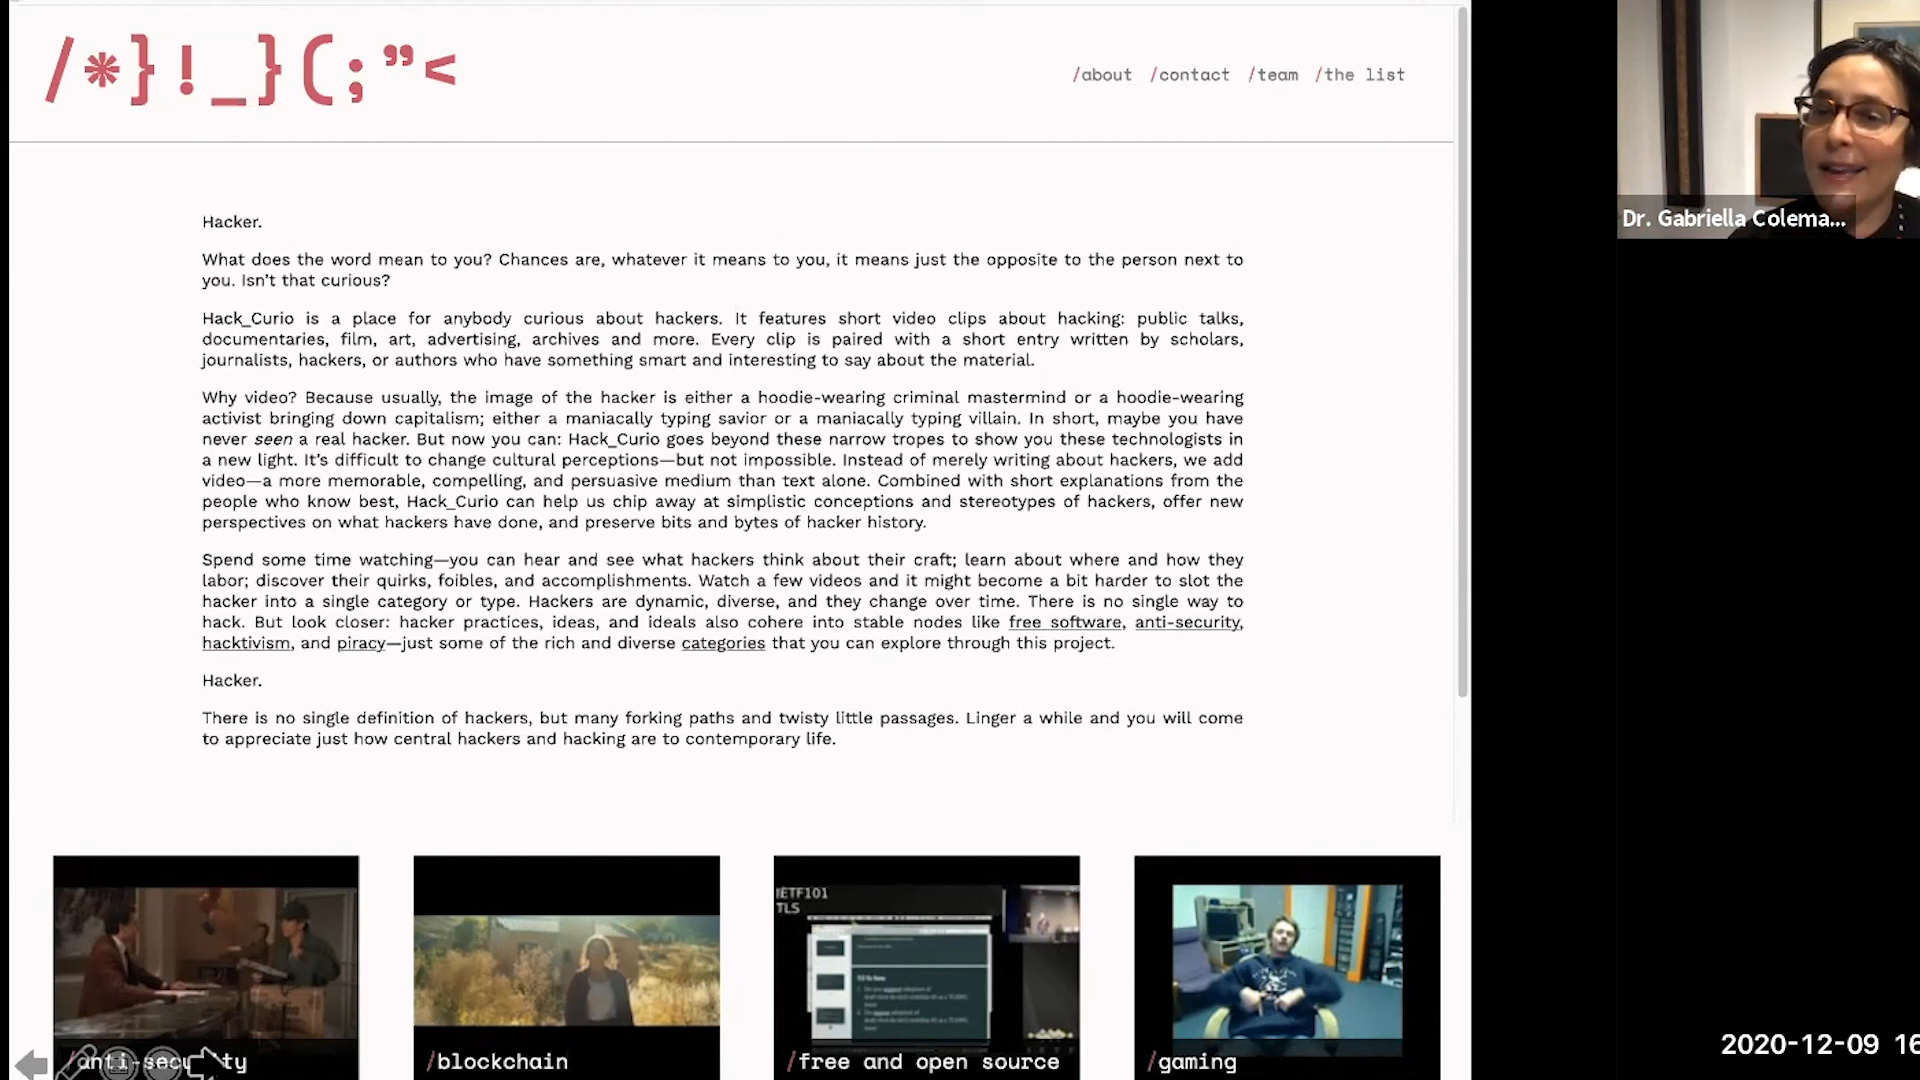 /*}!_}(;”<
/about /contact /team /the list
Dr. Gabriella Colema...
Hacker.
What does the word mean to you? Chances are, whatever it means to you, it means just the opposite to the person next to
you. Isn't that curious?
Hack_Curio is a place for anybody curious about hackers. It features short video clips about hacking: public talks,
documentaries, film, art, advertising, archives and more. Every clip is paired with a short entry written by scholars,
journalists, hackers, or authors who have something smart and interesting to say about the material.
Why video? Because usually, the image of the hacker is either a hoodie-wearing criminal mastermind or a hoodie-wearing
activist bringing down capitalism; either a maniacally typing savior or a maniacally typing villain. In short, maybe you have
never seen a real hacker. But now you can: Hack_Curio goes beyond these narrow tropes to show you these technologists in
a new light. It's difficult to change cultural perceptions—but not impossible. Instead of merely writing about hackers, we add
video—a more memorable, compelling, and persuasive medium than text alone. Combined with short explanations from the
people who know best, Hack_Curio can help us chip away at simplistic conceptions and stereotypes of hackers, offer new
perspectives on what hackers have done, and preserve bits and bytes of hacker history.
Spend some time watching—you can hear and see what hackers think about their craft; learn about where and how they
labor; discover their quirks, foibles, and accomplishments. Watch a few videos and it might become a bit harder to slot the
hacker into a single category or type. Hackers are dynamic, diverse, and they change over time. There is no single way to
hack. But look closer: hacker practices, ideas, and ideals also cohere into stable nodes like free software, anti-security,
hacktivism, and piracy—just some of the rich and diverse categories that you can explore through this project.
Hacker.
There is no single definition of hackers, but many forking paths and twisty little passages. Linger a while and you will come
to appreciate just how central hackers and hacking are to contemporary life.
IETF101
TLS
/anti-security
/blockchain
/free and open source
/gaming
2020-12-09 16